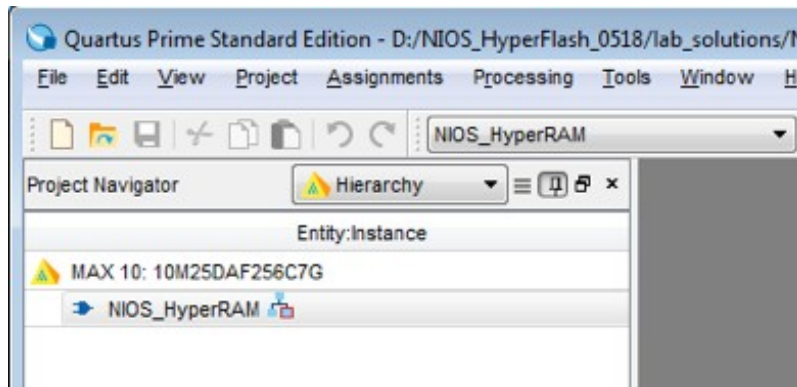 Quartus Prime Standard Edition - D:/NIOS_HyperFlash_0518/lab_solutions/
File Edit View Project Assignments Processing Tools Window H
NIOS_HyperRAM
Project Navigator Hierarchy
Entity:Instance
MAX 10: 10M25DAF256C7G
NIOS_HyperRAM